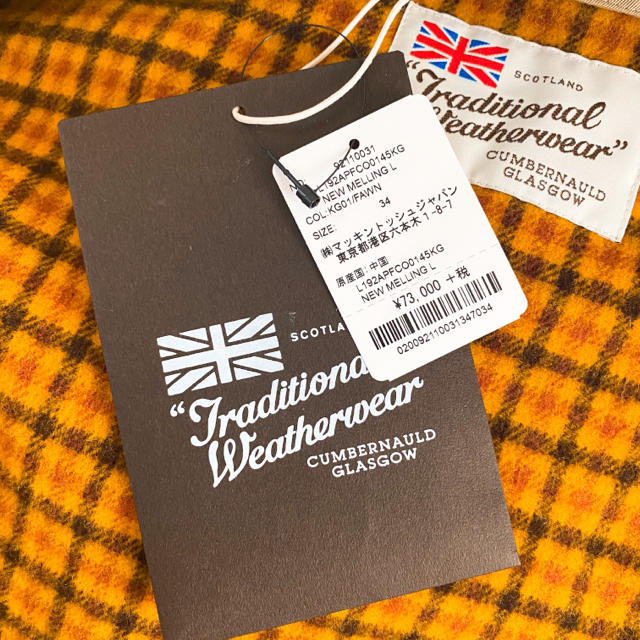 SCOTLAND
"Traditional
Weatherwear"
CUMBERNAULD
GLASGOW
92110031
L192APFCO0145KG
NEW MELLING L
COL:KG01/FAWN
SIZE: 34
㈱マッキントッシュジャパン
東京都港区六本木1-8-7
原産国: 中国
L192APFCO0145KG
NEW MELLING L
¥73,000 +税
020092110031347034
SCOTLAND
"Traditional
Weatherwear
CUMBERNAULD
GLASGOW